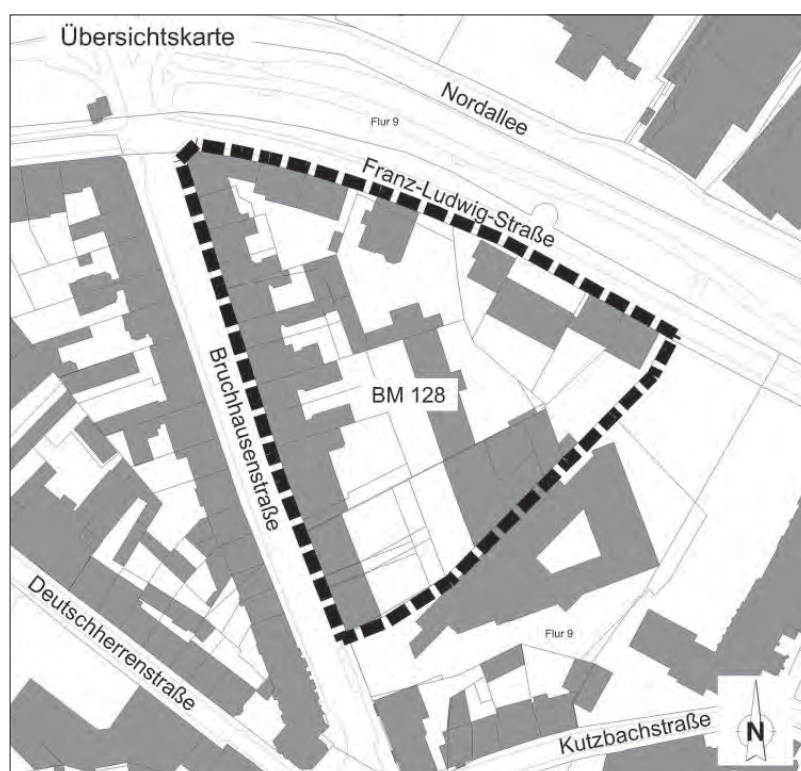 Übersichtskarte
Nordallee
Flur 9
Franz-Ludwig-Straße
BM 128
Bruchhausenstraße
Deutschherrenstraße
Flur 9
Kutzbachstraße
N